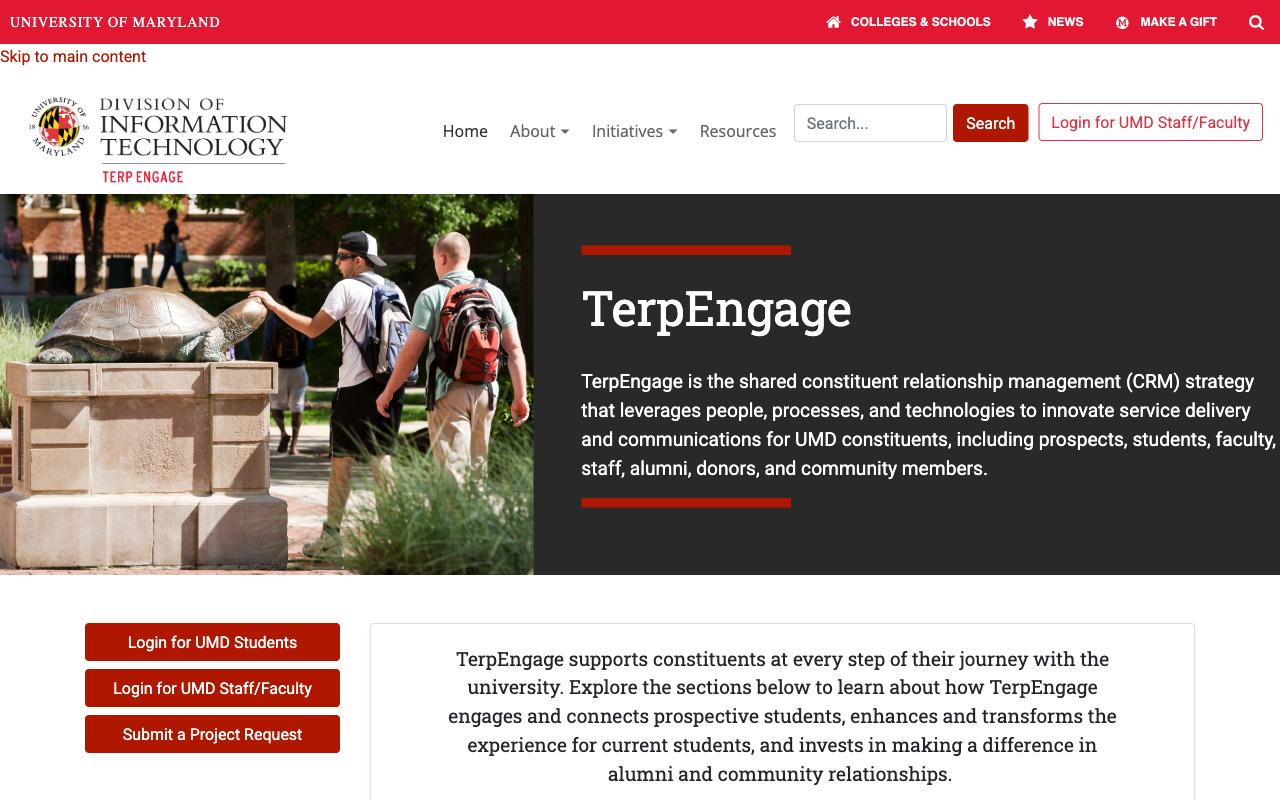 UNIVERSITY OF MARYLAND
COLLEGES & SCHOOLS
NEWS
MAKE A GIFT
Skip to main content
UNIVERSITY OF MARYLAND
18 56
DIVISION OF
INFORMATION
TECHNOLOGY
TERP ENGAGE
Home
About
Initiatives
Resources
Search...
Search
Login for UMD Staff/Faculty
TerpEngage
TerpEngage is the shared constituent relationship management (CRM) strategy
that leverages people, processes, and technologies to innovate service delivery
and communications for UMD constituents, including prospects, students, faculty,
staff, alumni, donors, and community members.
Login for UMD Students
Login for UMD Staff/Faculty
Submit a Project Request
TerpEngage supports constituents at every step of their journey with the
university. Explore the sections below to learn about how TerpEngage
engages and connects prospective students, enhances and transforms the
experience for current students, and invests in making a difference in
alumni and community relationships.